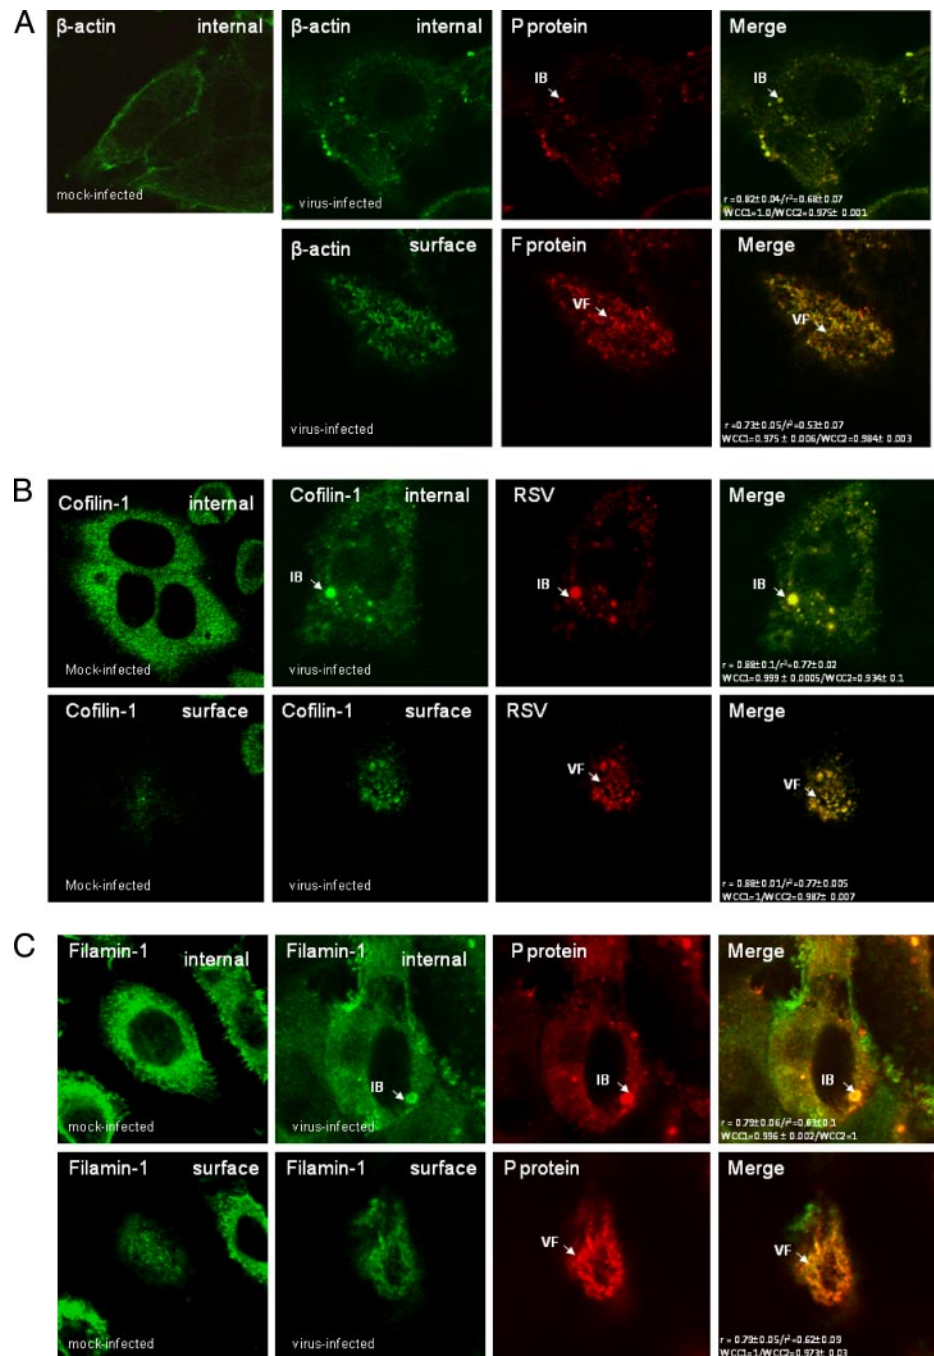 A
β-actin internal
mock-infected
β-actin internal
virus-infected
P protein
IB
Merge
IB
r =0.82±0.04/r²=0.68±0.07
WCC1=1.0/WCC2=0.975± 0.001
β-actin surface
virus-infected
F protein
VF
Merge
VF
r =0.73±0.05/r²=0.53±0.07
WCC1=0.975 ± 0.006/WCC2=0.984± 0.003
B
Cofilin-1 internal
Mock-infected
Cofilin-1 internal
IB
virus-infected
RSV
IB
Merge
IB
r = 0.88±0.1/r²=0.77±0.02
WCC1=0.999 ± 0.0005/WCC2=0.934± 0.1
Cofilin-1 surface
Mock-infected
Cofilin-1 surface
virus-infected
RSV
VF
Merge
VF
r = 0.88±0.01/r²=0.77±0.005
WCC1=1/WCC2=0.987± 0.007
C
Filamin-1
internal
mock-infected
Filamin-1
internal
IB
virus-infected
P protein
IB
Merge
IB
r = 0.79±0.06/r²=0.63±0.1
WCC1=0.996 ± 0.002/WCC2=1
Filamin-1 surface
mock-infected
Filamin-1 surface
virus-infected
P protein
VF
Merge
VF
r = 0.79±0.05/r²=0.62±0.09
WCC1=1/WCC2=0.973± 0.03